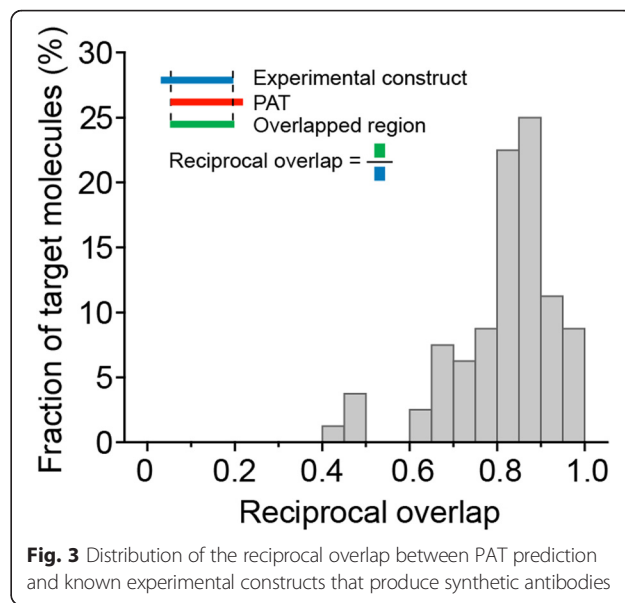 30
25
20
15
10
5
0
Fraction of target molecules (%)
Experimental construct
PAT
Overlapped region
Reciprocal overlap =
0 0.2 0.4 0.6 0.8 1.0
Reciprocal overlap
Fig. 3 Distribution of the reciprocal overlap between PAT prediction
and known experimental constructs that produce synthetic antibodies